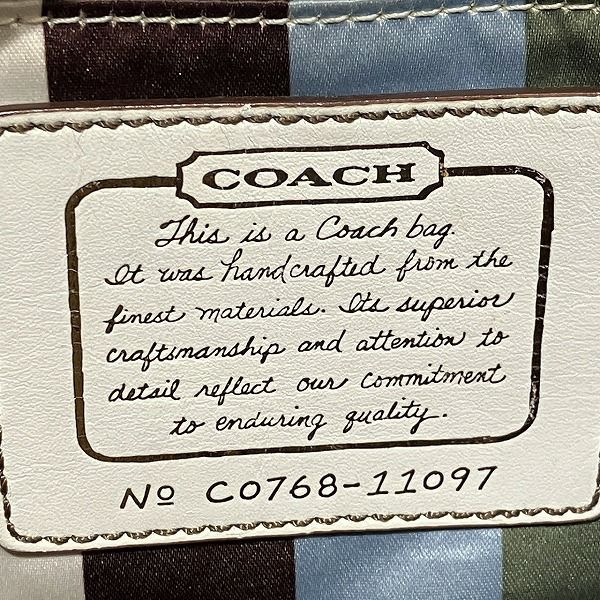 COACH
This is a Coach bag.
It was handcrafted from the
finest materials. Its superior
craftsmanship and attention to
detail reflect our commitment
to enduring quality.
Nº C0768-11097